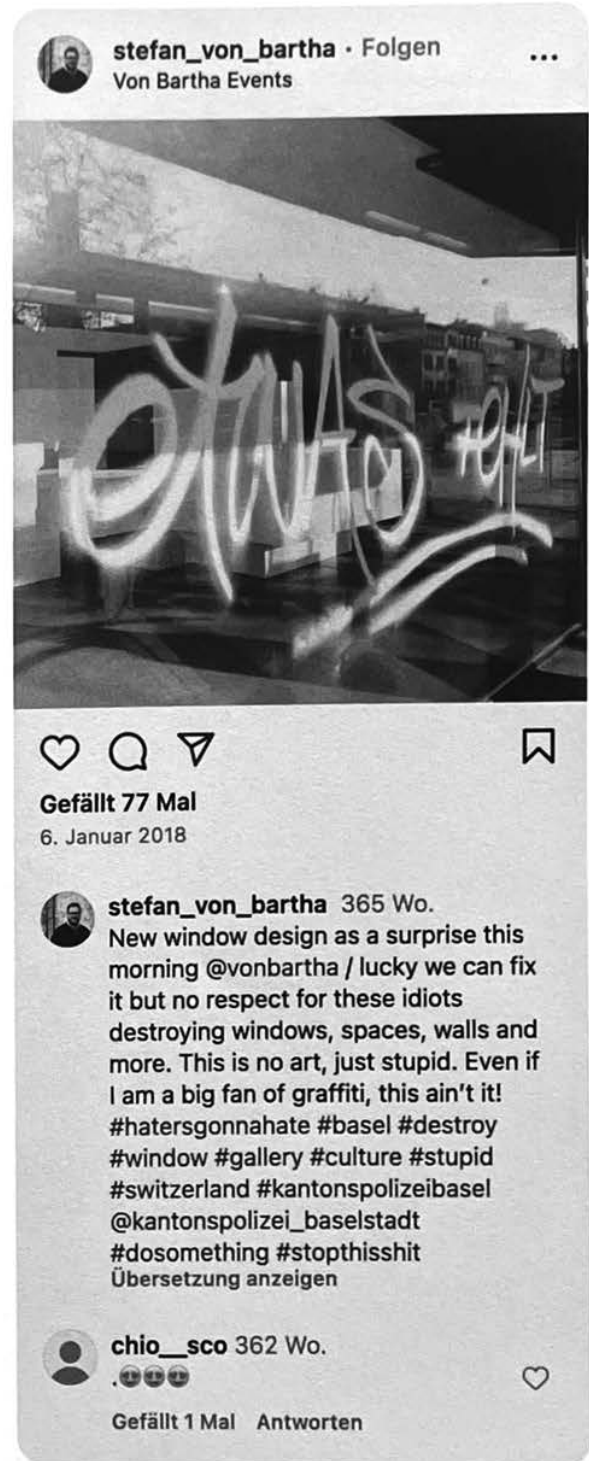 stefan_von_bartha · Folgen
Von Bartha Events
etWAS FeHLT
Gefällt 77 Mal
6. Januar 2018
stefan_von_bartha 365 Wo.
New window design as a surprise this
morning @vonbartha / lucky we can fix
it but no respect for these idiots
destroying windows, spaces, walls and
more. This is no art, just stupid. Even if
I am a big fan of graffiti, this ain't it!
#hatersgonnahate #basel #destroy
#window #gallery #culture #stupid
#switzerland #kantonspolizeibasel
@kantonspolizei_baselstadt
#dosomething #stopthisshit
Übersetzung anzeigen
chio__sco 362 Wo.
.😎😎😎
Gefällt 1 Mal Antworten